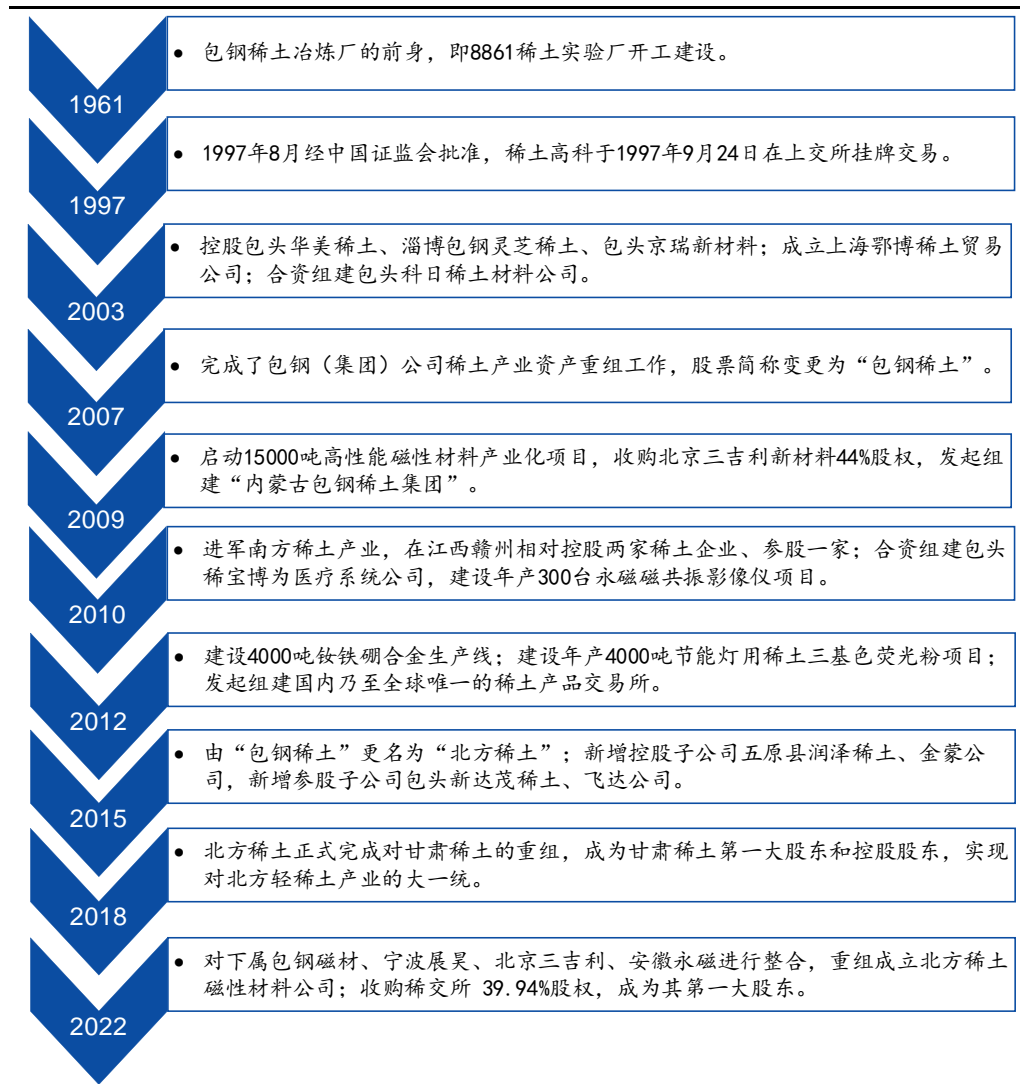 包钢稀土冶炼厂的前身，即8861稀土实验厂开工建设。
1961
1997年8月经中国证监会批准，稀土高科于1997年9月24日在上交所挂牌交易。
1997
控股包头华美稀土、淄博包钢灵芝稀土、包头京瑞新材料；成立上海鄂博稀土贸易
公司；合资组建包头科日稀土材料公司。
2003
完成了包钢（集团）公司稀土产业资产重组工作，股票简称变更为“包钢稀土”。
2007
启动15000吨高性能磁性材料产业化项目，收购北京三吉利新材料44%股权，发起组
建“内蒙古包钢稀土集团”。
2009
进军南方稀土产业，在江西赣州相对控股两家稀土企业、参股一家；合资组建包头
稀宝博为医疗系统公司，建设年产300台永磁磁共振影像仪项目。
2010
建设4000吨钕铁硼合金生产线；建设年产4000吨节能灯用稀土三基色荧光粉项目；
发起组建国内乃至全球唯一的稀土产品交易所。
2012
由“包钢稀土”更名为“北方稀土”；新增控股子公司五原县润泽稀土、金蒙公
司，新增参股子公司包头新达茂稀土、飞达公司。
2015
北方稀土正式完成对甘肃稀土的重组，成为甘肃稀土第一大股东和控股股东，实现
对北方轻稀土产业的大一统。
2018
对下属包钢磁材、宁波展昊、北京三吉利、安徽永磁进行整合，重组成立北方稀土
磁性材料公司；收购稀交所 39.94%股权，成为其第一大股东。
2022